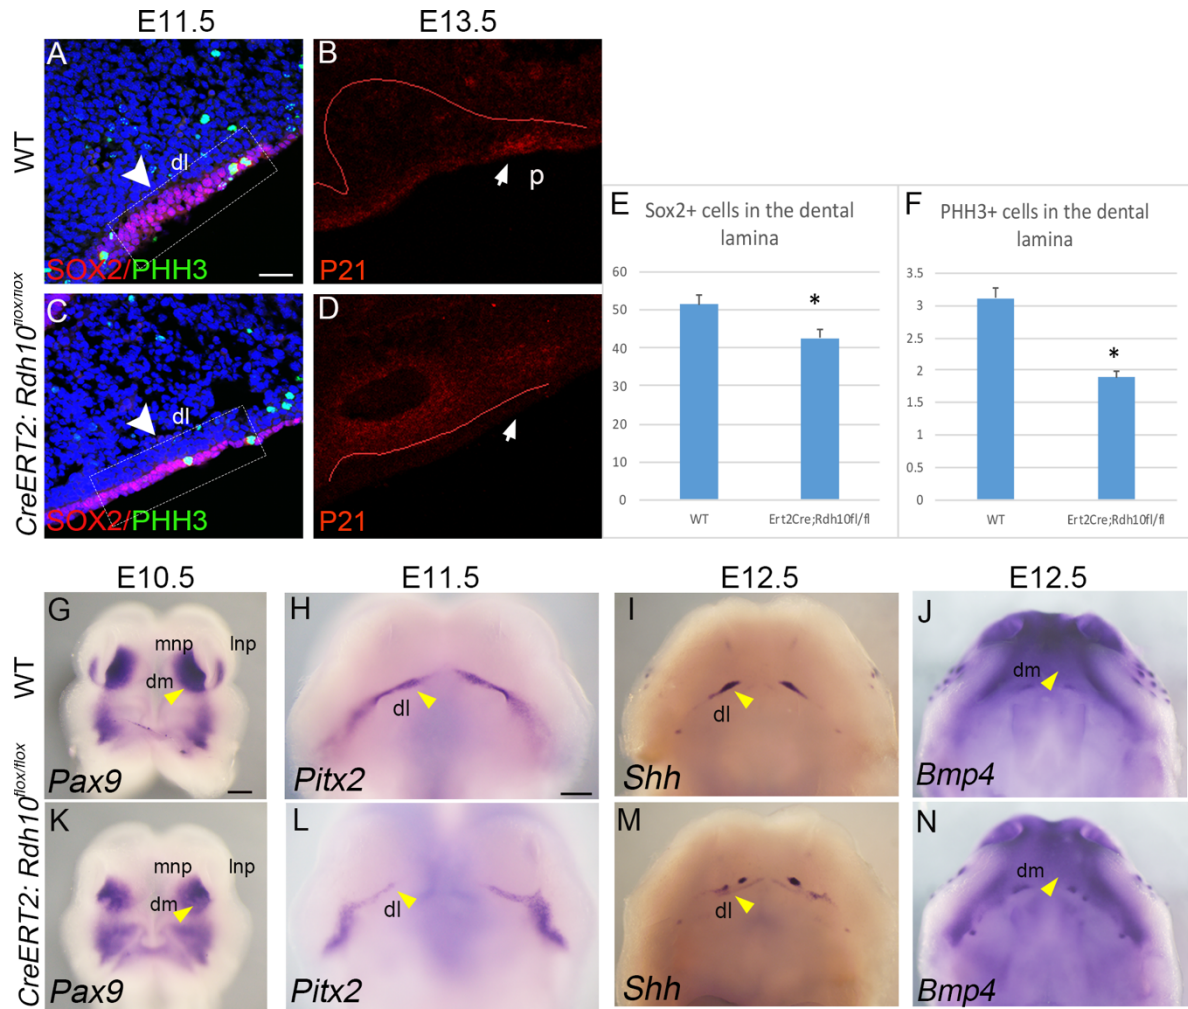 E11.5
E13.5
WT
A
dl
SOX2/PHH3
B
p
P21
CreERT2: Rdh10flox/flox
C
dl
SOX2/PHH3
D
P21
E
Sox2+ cells in the dental
lamina
60
50
40
30
20
10
0
*
WT
Ert2Cre;Rdh10fl/fl
F
PHH3+ cells in the dental
lamina
3.5
3
2.5
2
1.5
1
0.5
0
*
WT
Ert2Cre;Rdh10fl/fl
E10.5
E11.5
E12.5
E12.5
WT
G
mnp
lnp
dm
Pax9
H
dl
Pitx2
I
dl
Shh
J
dm
Bmp4
CreERT2: Rdh10flox/flox
K
mnp
lnp
dm
Pax9
L
dl
Pitx2
M
dl
Shh
N
dm
Bmp4